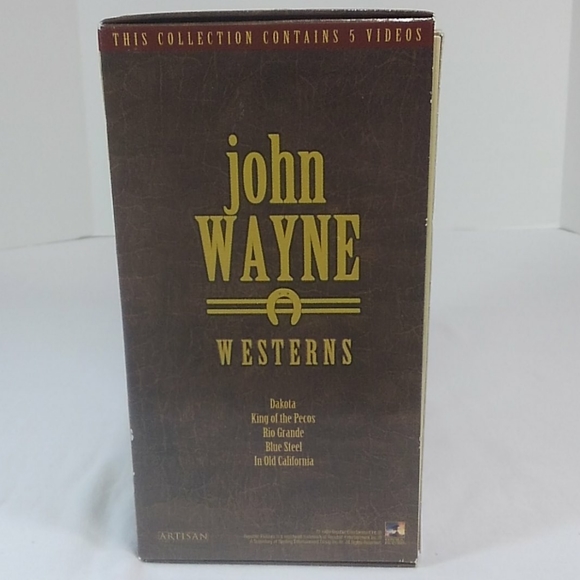 THIS COLLECTION CONTAINS 5 VIDEOS
john
WAYNE
WESTERNS
Dakota
King of the Pecos
Rio Grande
Blue Steel
In Old California
ARTISAN